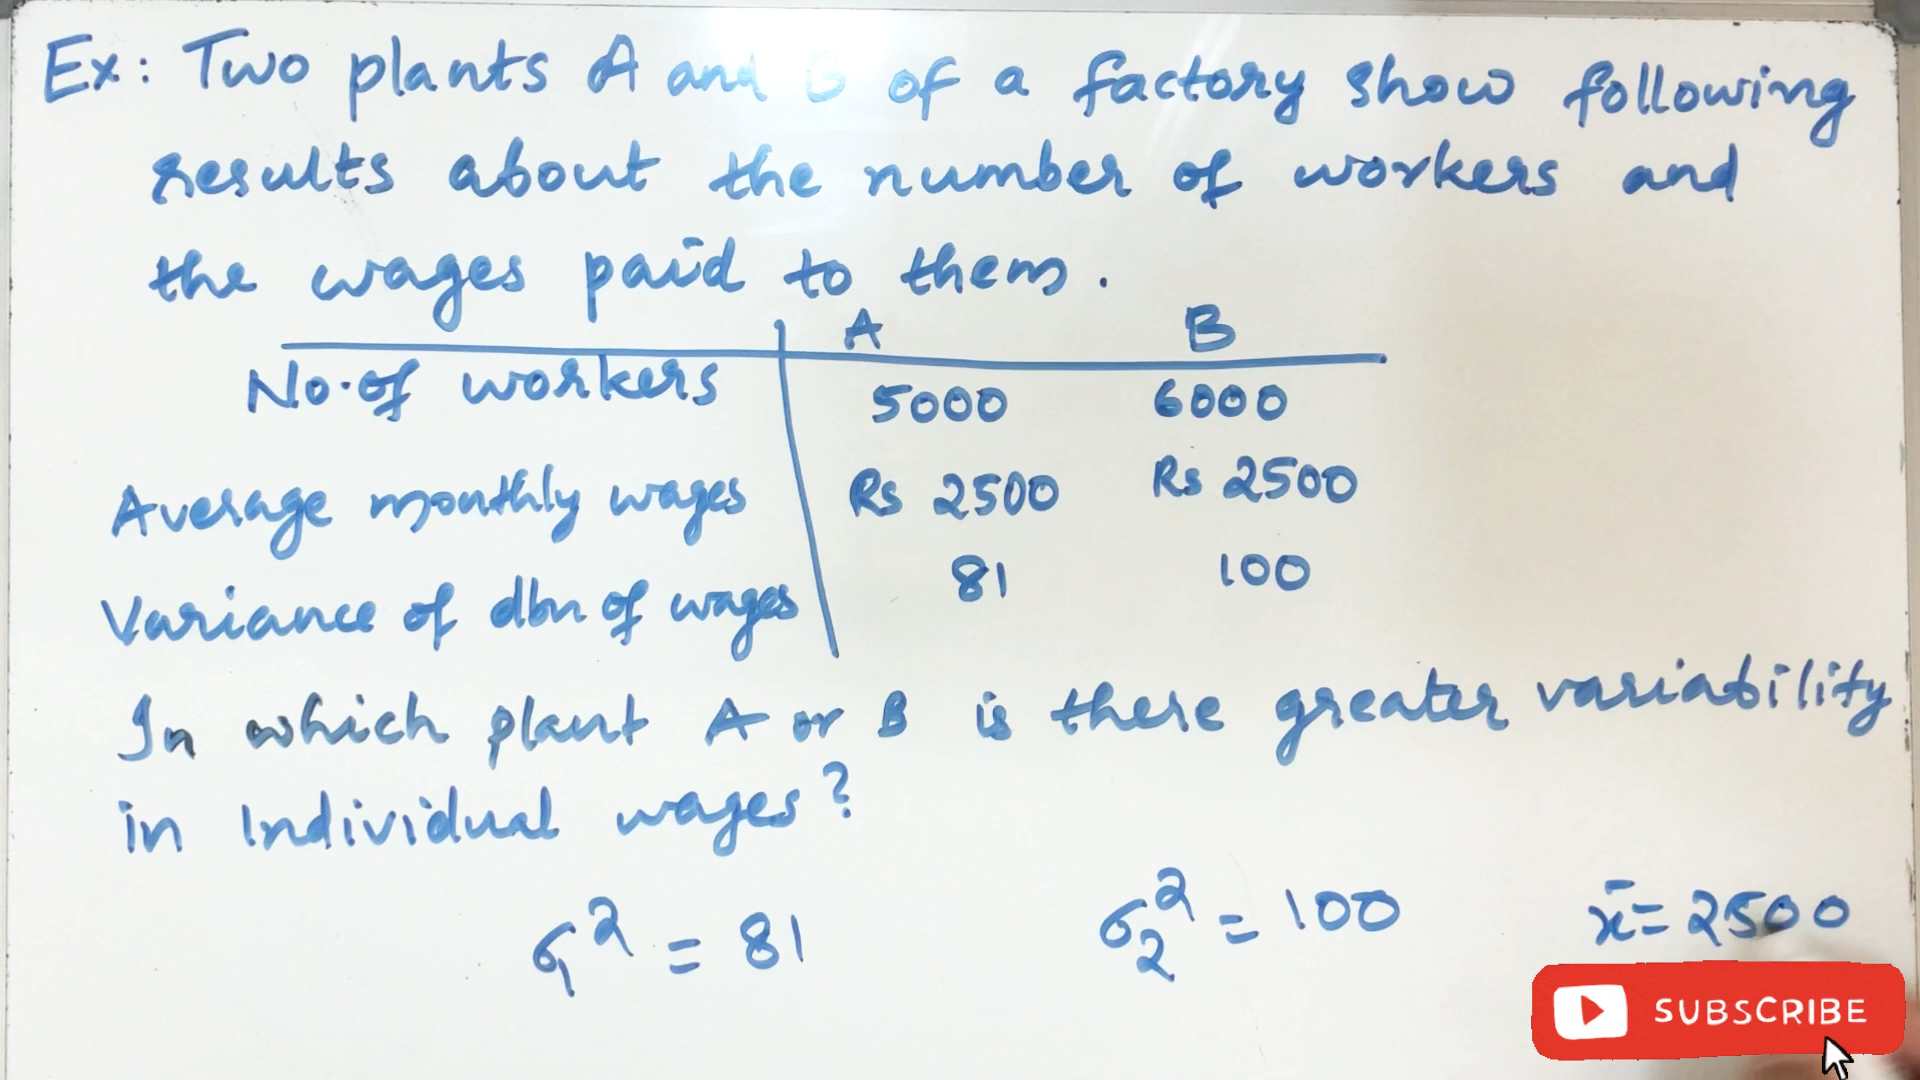 Ex: Two plants A and B of a factory show following
results about the number of workers and
the wages paid to them.
A B
No. of workers 5000 6000
Average monthly wages Rs 2500 Rs 2500
Variance of dbn of wages 81 100
In which plant A or B is there greater variability
in Individual wages?
σ₁² = 81 σ₂² = 100 x̄ = 2500
SUBSCRIBE